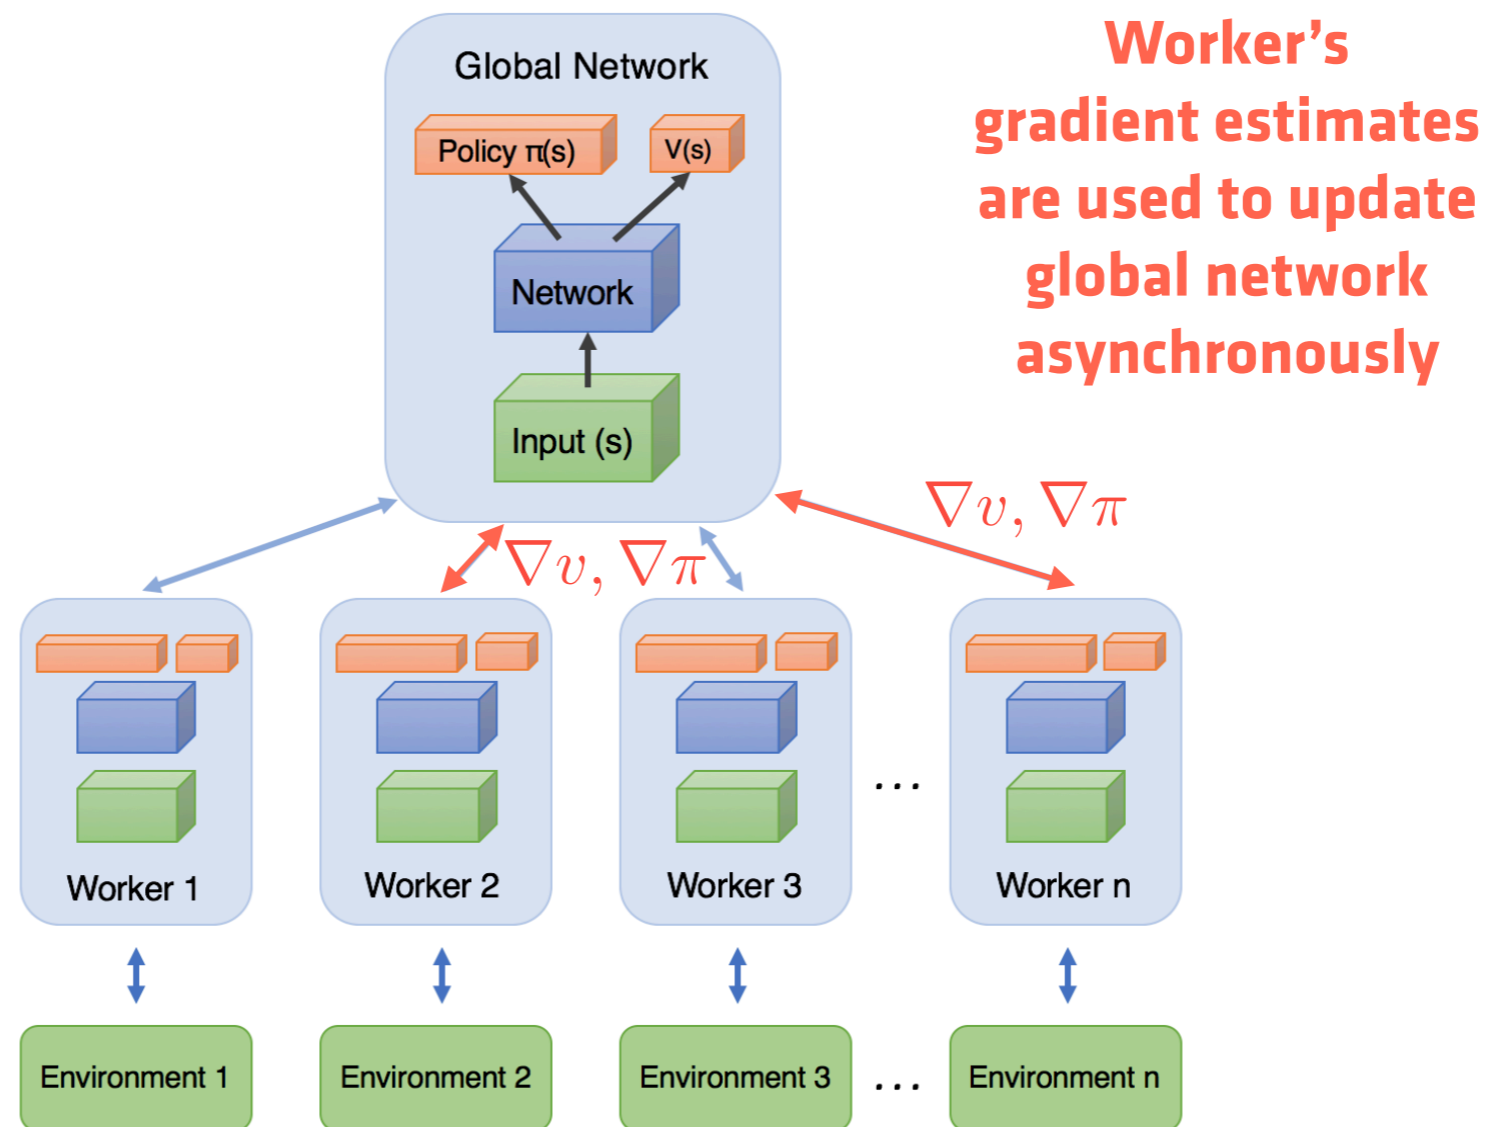 Global Network
Policy π(s)
V(s)
Network
Input (s)
Worker's
gradient estimates
are used to update
global network
asynchronously
∇v, ∇π
∇v, ∇π
Worker 1
Worker 2
Worker 3
...
Worker n
Environment 1
Environment 2
Environment 3
...
Environment n